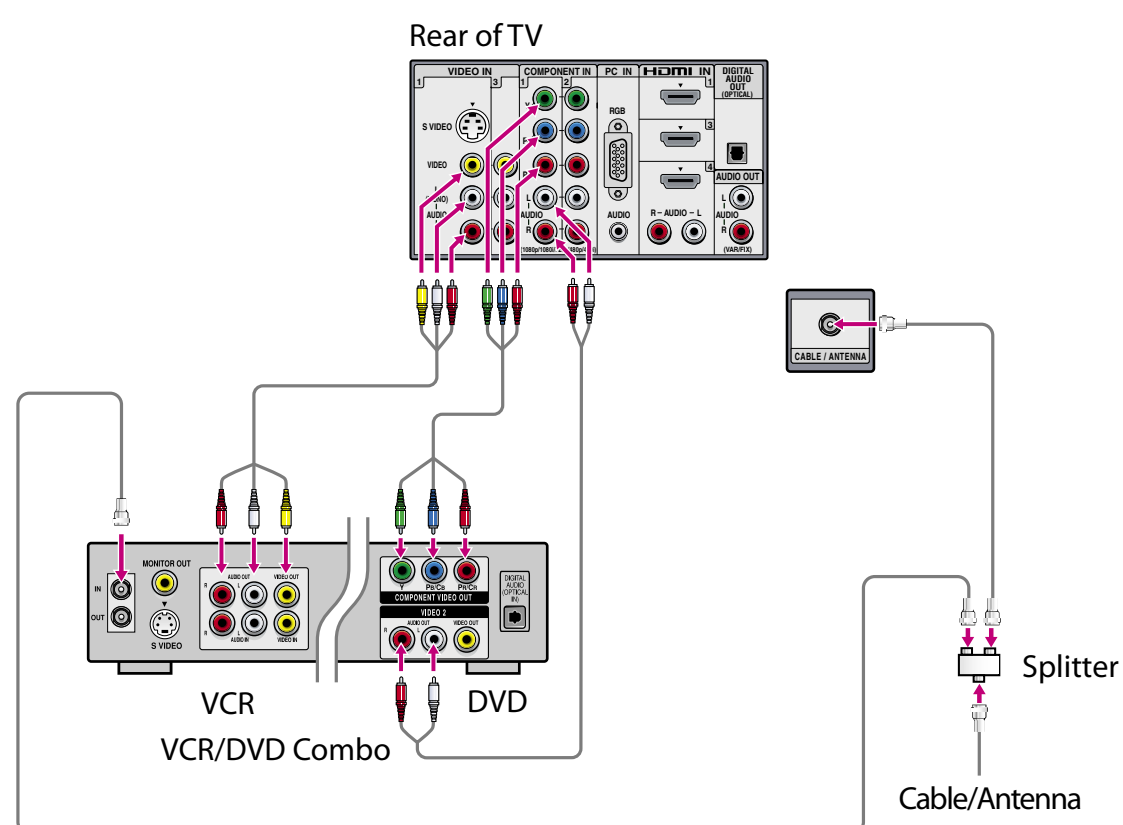 Rear of TV
VIDEO IN
COMPONENT IN
PC IN
HDMI IN
DIGITAL
AUDIO
OUT
(OPTICAL)
1
3
1
2
1
S VIDEO
RGB
3
VIDEO
4
AUDIO OUT
L
AUDIO
R
AUDIO
L
AUDIO
R
AUDIO
R – AUDIO – L
(VAR/FIX)
CABLE / ANTENNA
MONITOR OUT
IN
OUT
S VIDEO
AUDIO OUT
VIDEO OUT
R
L
R
L
AUDIO IN
VIDEO IN
Y
PB/CB
PR/CR
COMPONENT VIDEO OUT
VIDEO 2
AUDIO OUT
VIDEO OUT
R
L
DIGITAL
AUDIO
(OPTICAL
IN)
VCR
DVD
VCR/DVD Combo
Splitter
Cable/Antenna